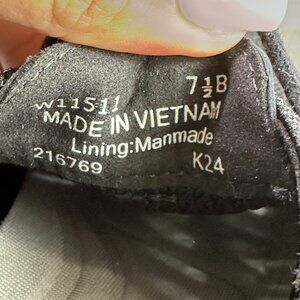 W11511 7½B
MADE IN VIETNAM
Lining:Manmade
216769 K24